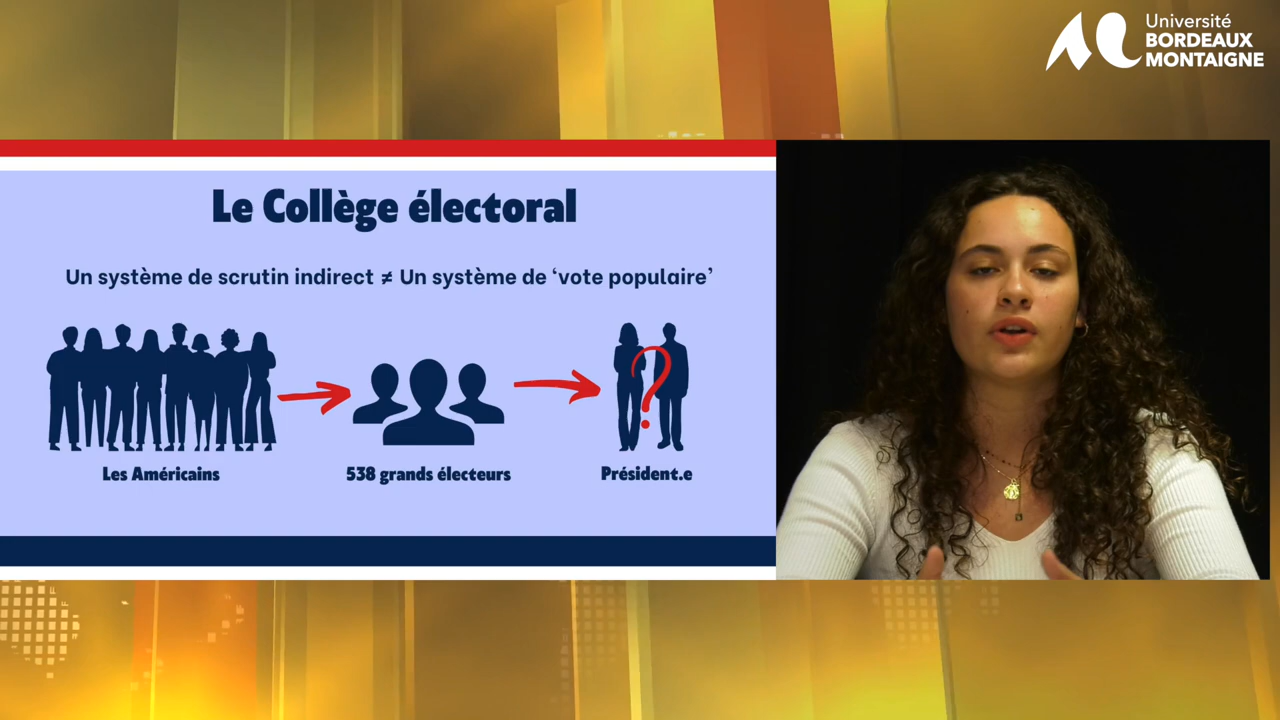 Université
BORDEAUX
MONTAIGNE
Le Collège électoral
Un système de scrutin indirect ≠ Un système de ‘vote populaire’
Les Américains
538 grands électeurs
Président.e